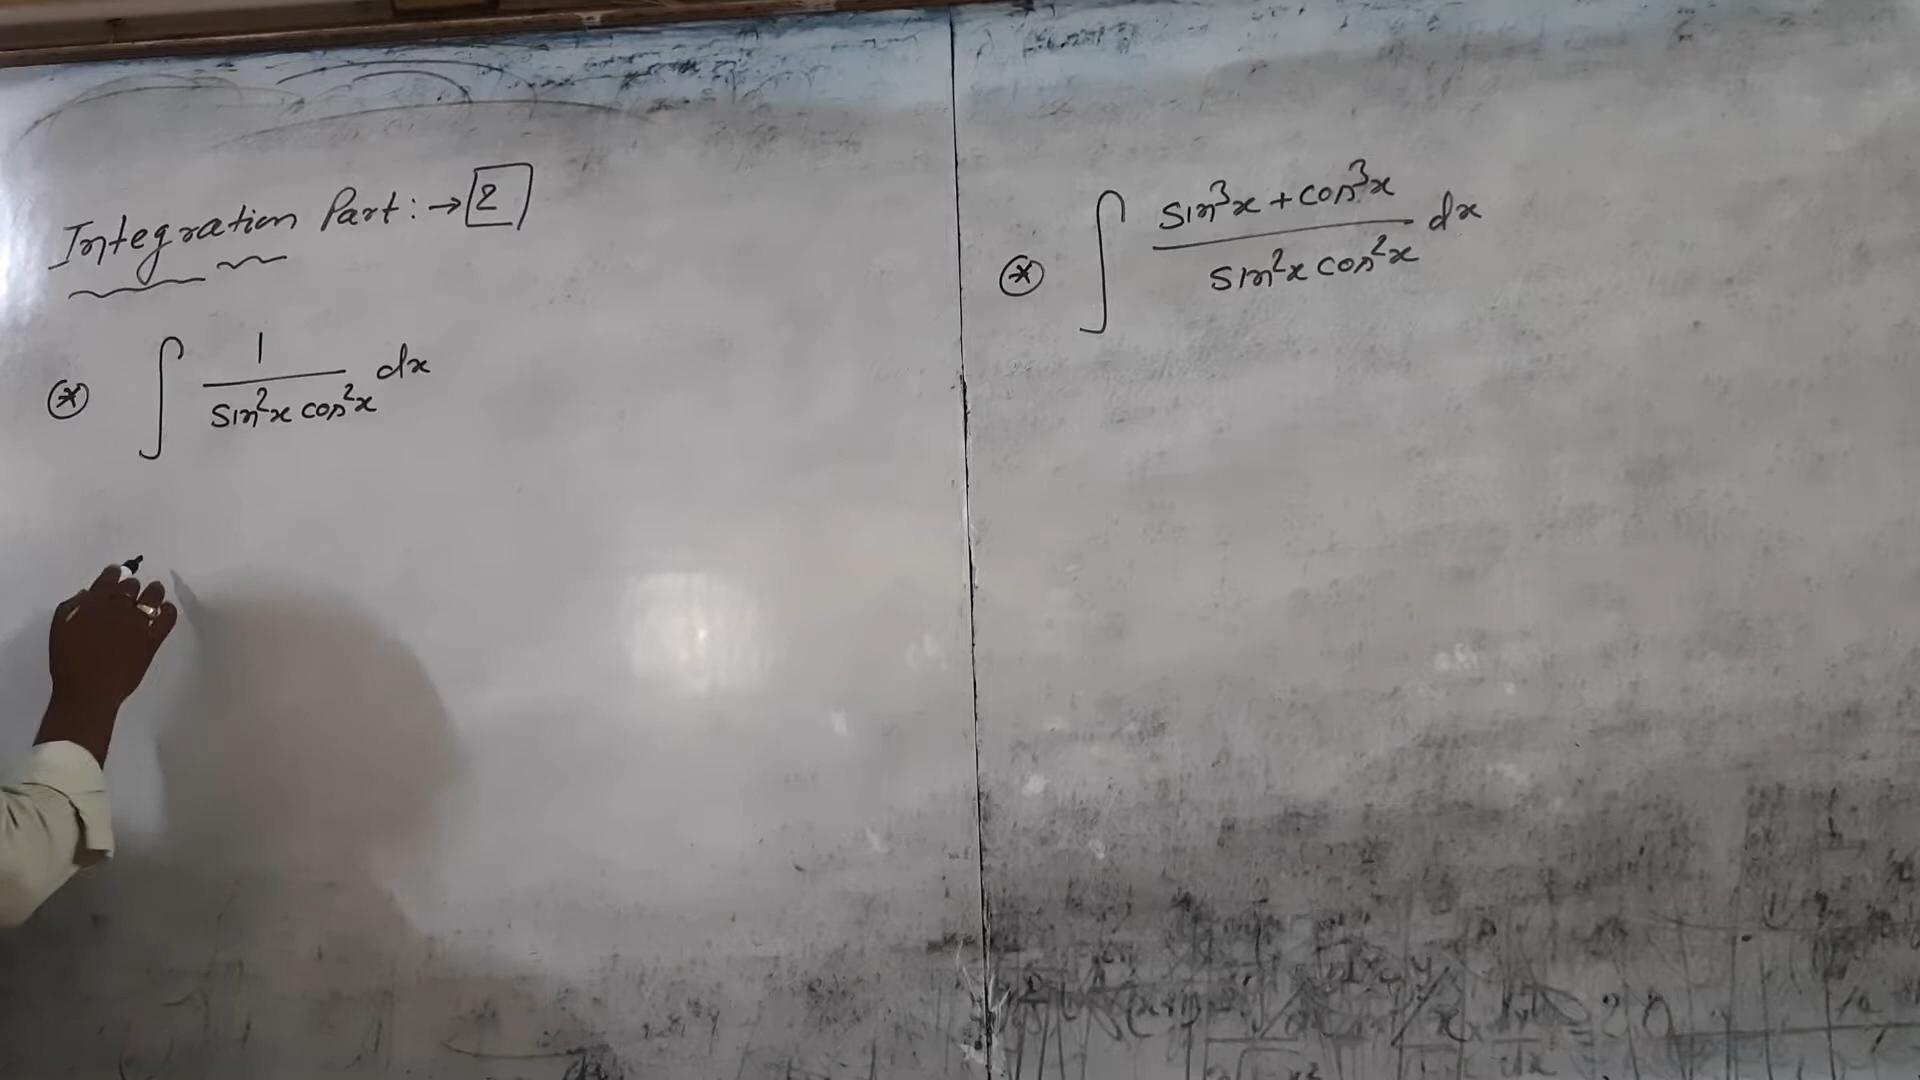 Integration Part: → 2
⊛ ∫ 1 / sin²x cos²x dx
⊛ ∫ sin³x + cos³x / sin²x cos²x dx